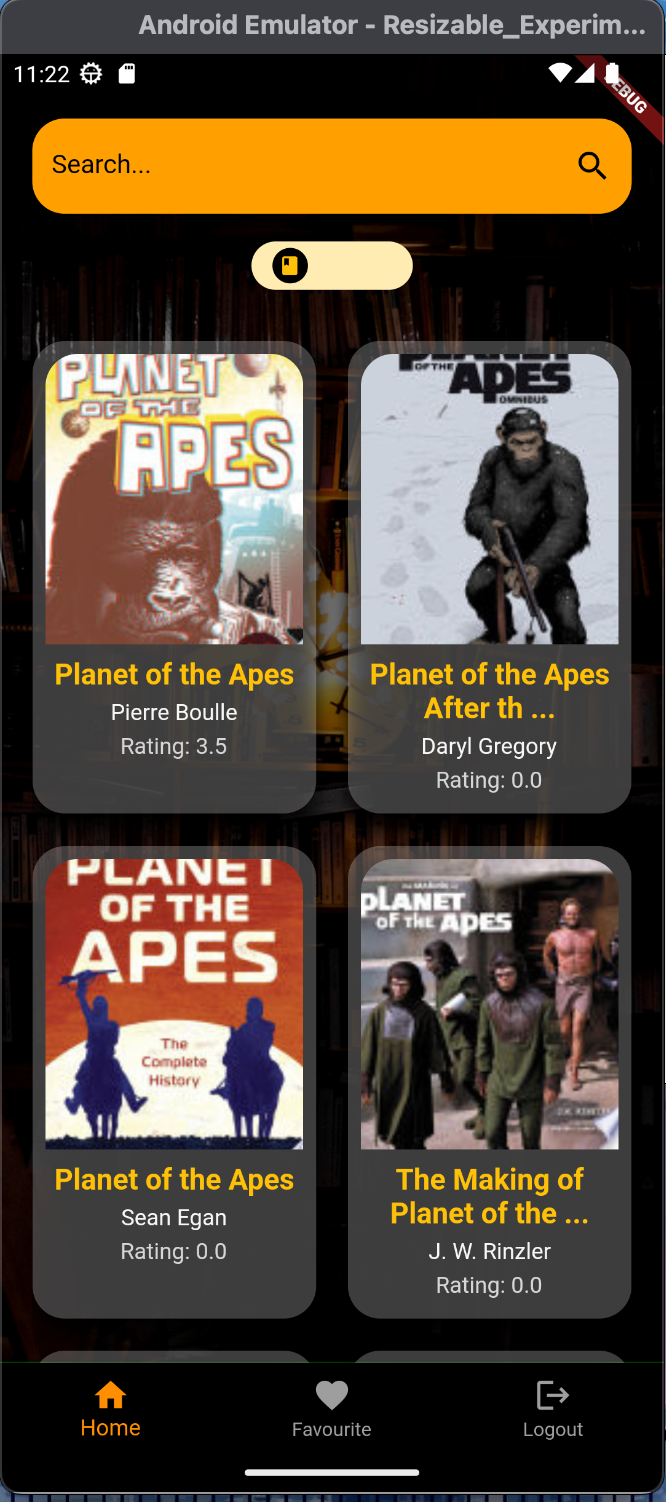 Android Emulator - Resizable_Experim...
11:22
EBUG
Search...
PLANET
OF THE
APES
PLANET
OF THE
APES
OMNIBUS
Planet of the Apes
Pierre Boulle
Rating: 3.5
Planet of the Apes
After th ...
Daryl Gregory
Rating: 0.0
PLANET
OF THE
APES
The
Complete
History
THE MAKING OF
PLANET
OF THE APES
J.W. RINZLER
Planet of the Apes
Sean Egan
Rating: 0.0
The Making of
Planet of the ...
J. W. Rinzler
Rating: 0.0
Home
Favourite
Logout